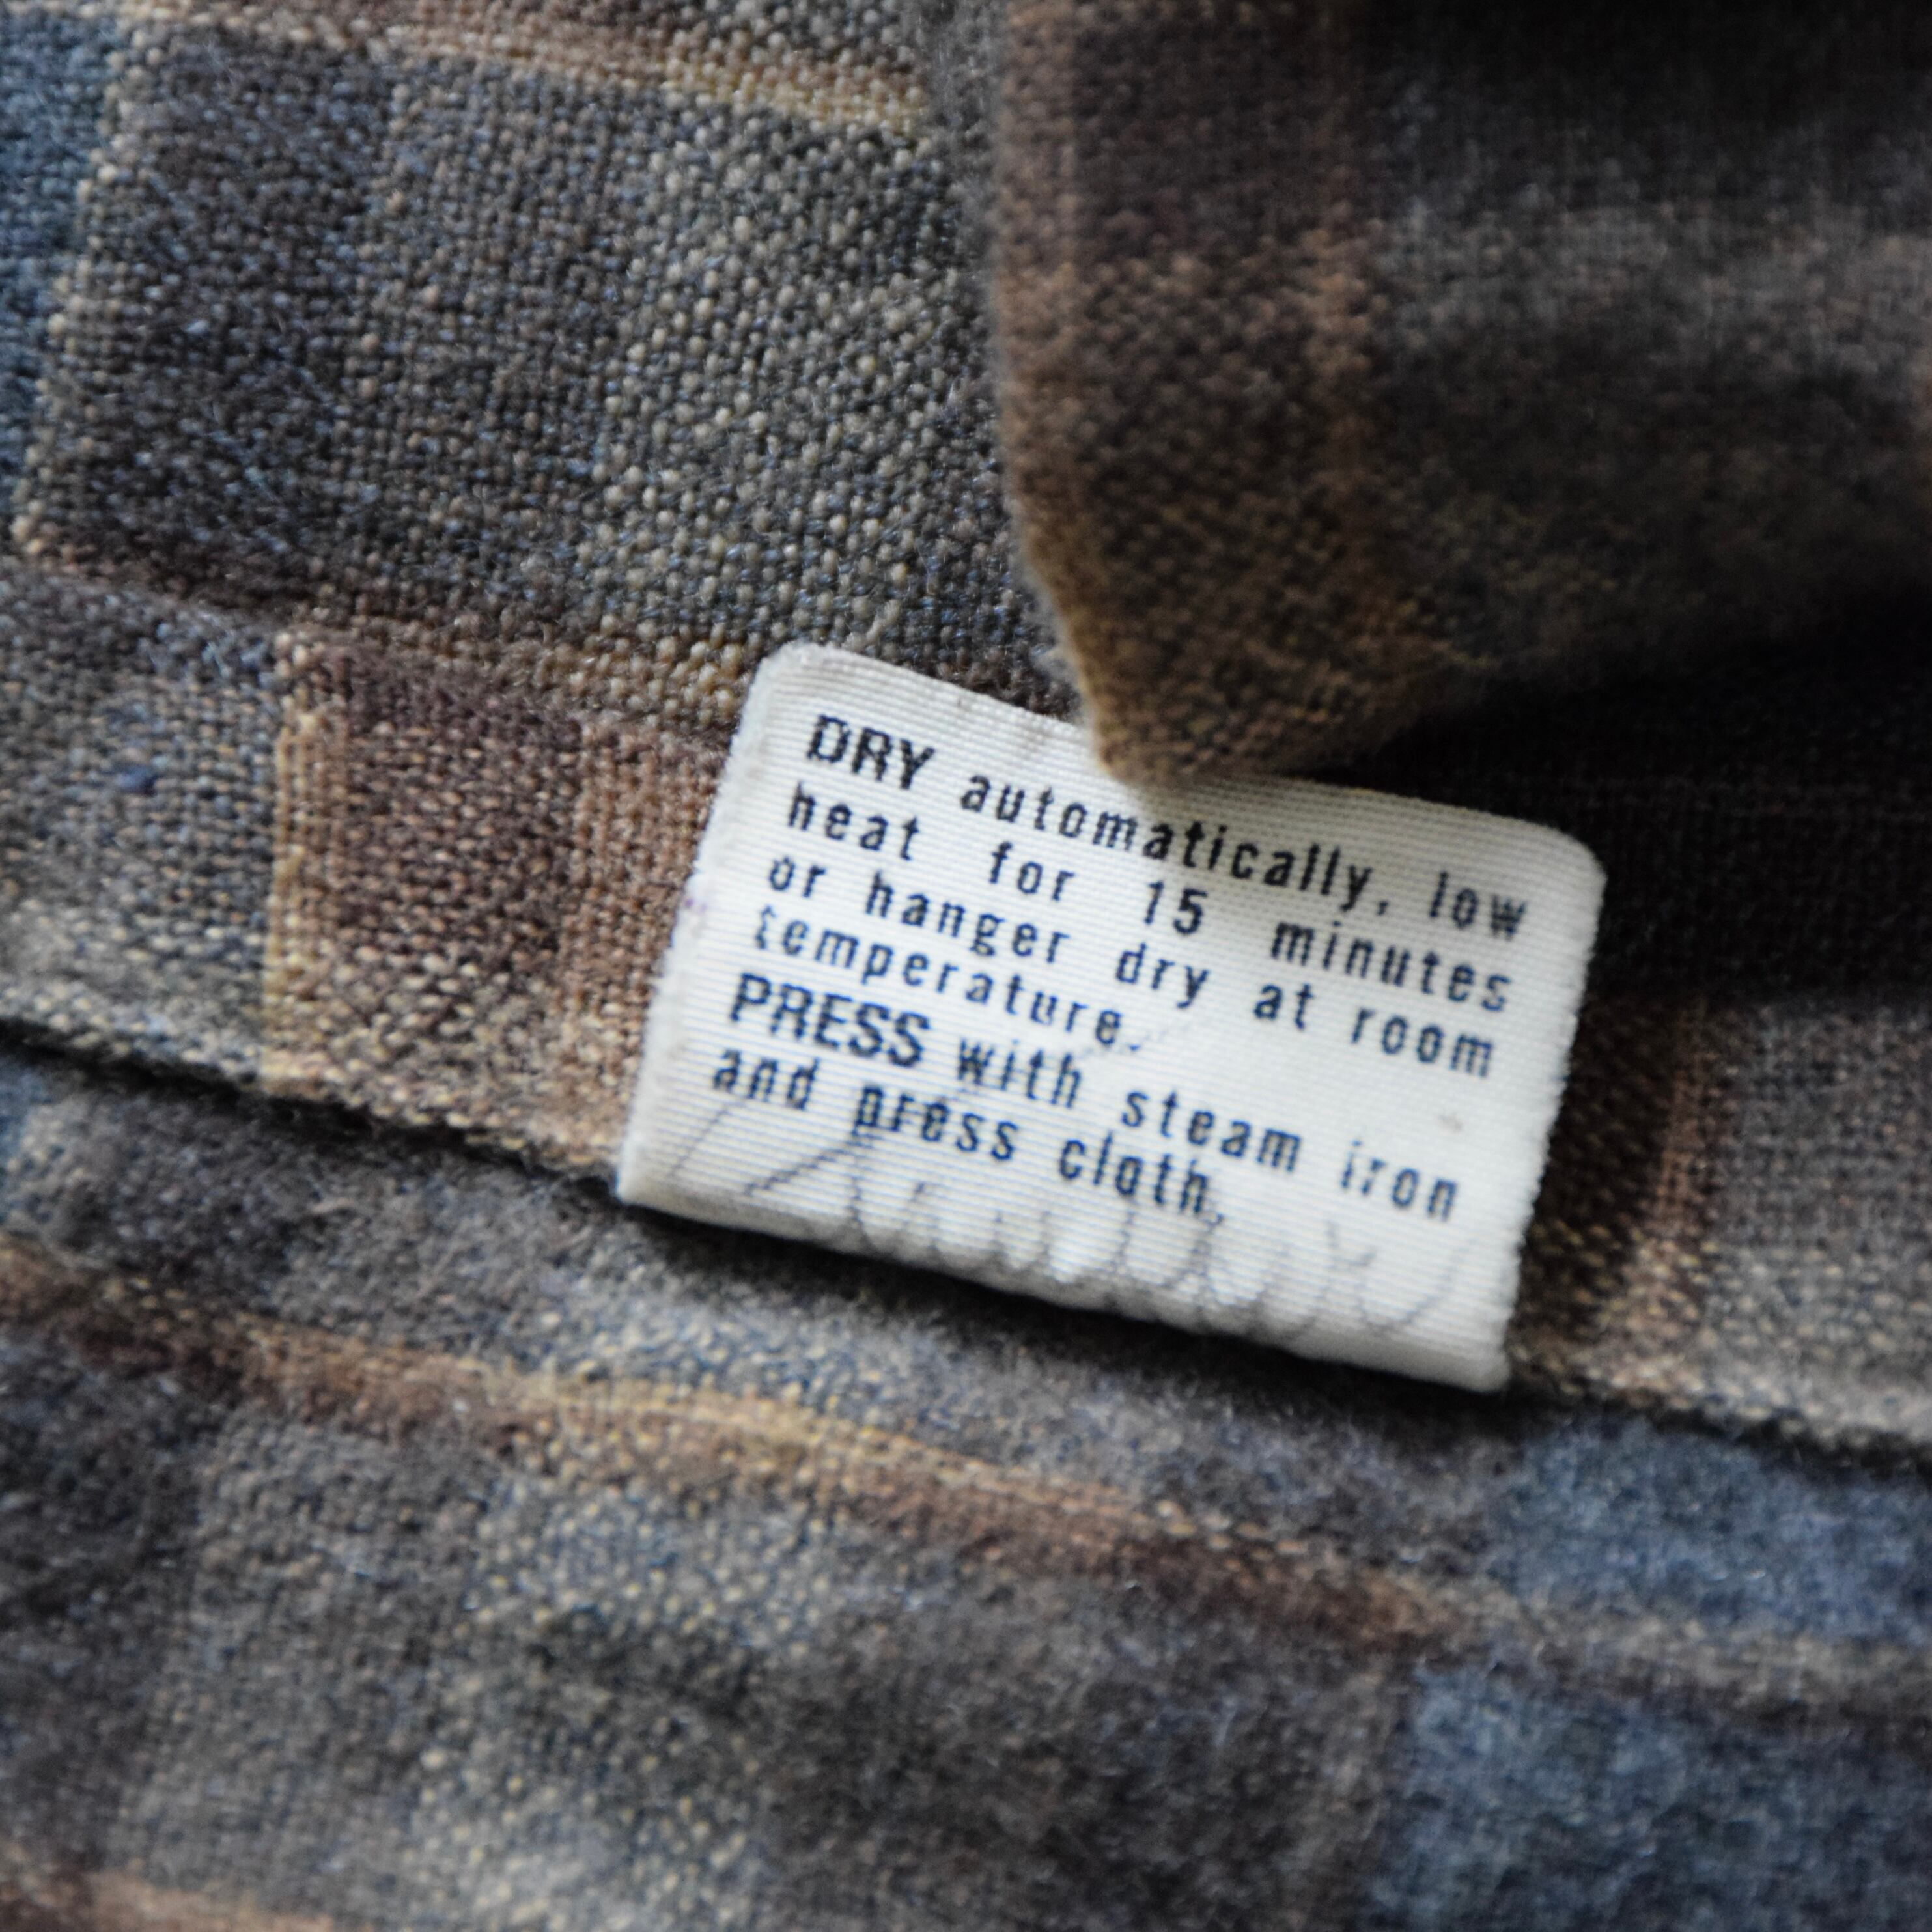 DRY automatically, low
heat for 15 minutes
or hanger dry at room
temperature.
PRESS with steam iron
and press cloth.